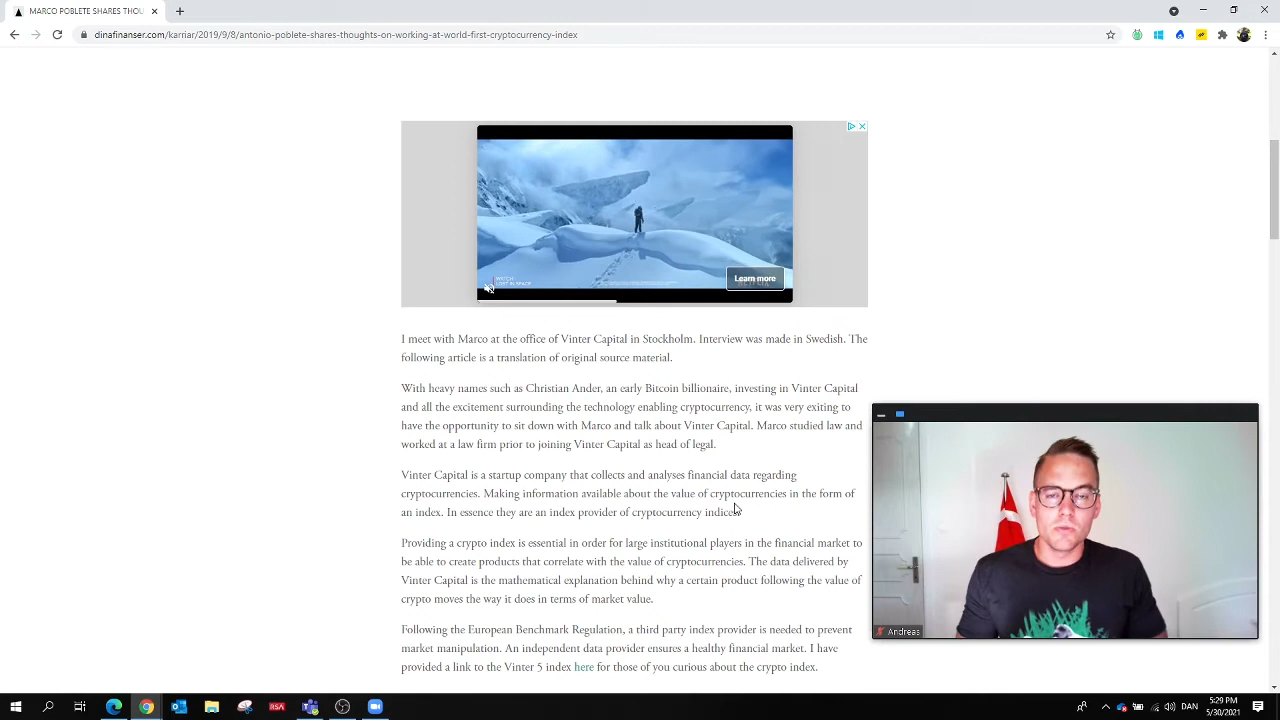 MARCO POBLETE SHARES THOU
dinafinanser.com/karriar/2019/9/8/antonio-poblete-shares-thoughts-on-working-at-world-first-cryptocurrency-index
WATCH
LOST IN SPACE
Learn more
NETFLIX
I meet with Marco at the office of Vinter Capital in Stockholm. Interview was made in Swedish. The
following article is a translation of original source material.
With heavy names such as Christian Ander, an early Bitcoin billionaire, investing in Vinter Capital
and all the excitement surrounding the technology enabling cryptocurrency, it was very exiting to
have the opportunity to sit down with Marco and talk about Vinter Capital. Marco studied law and
worked at a law firm prior to joining Vinter Capital as head of legal.
Vinter Capital is a startup company that collects and analyses financial data regarding
cryptocurrencies. Making information available about the value of cryptocurrencies in the form of
an index. In essence they are an index provider of cryptocurrency indices
Providing a crypto index is essential in order for large institutional players in the financial market to
be able to create products that correlate with the value of cryptocurrencies. The data delivered by
Vinter Capital is the mathematical explanation behind why a certain product following the value of
crypto moves the way it does in terms of market value.
Following the European Benchmark Regulation, a third party index provider is needed to prevent
market manipulation. An independent data provider ensures a healthy financial market. I have
provided a link to the Vinter 5 index here for those of you curious about the crypto index.
Andreas
RSA
DAN
5:29 PM
5/30/2021